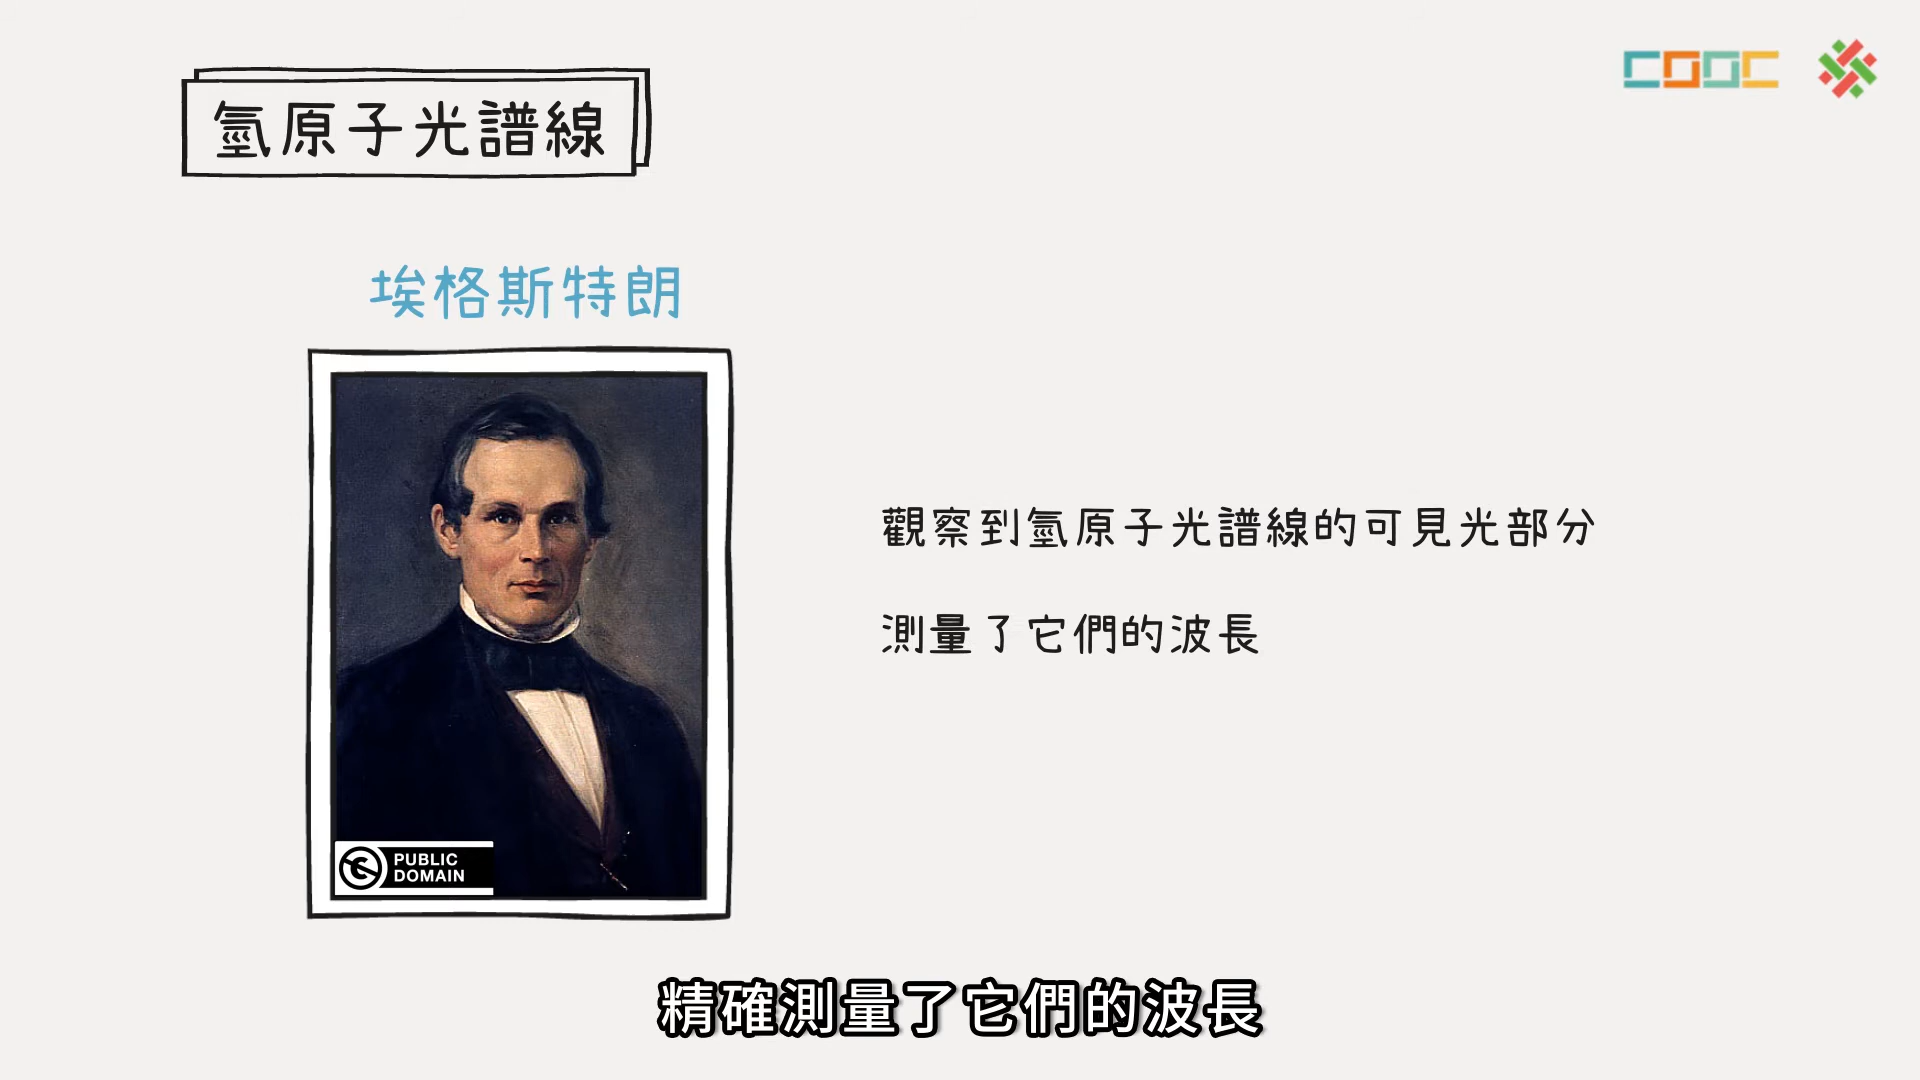 氫原子光譜線
COOC
埃格斯特朗
觀察到氫原子光譜線的可見光部分
測量了它們的波長
PUBLIC
DOMAIN
精確測量了它們的波長